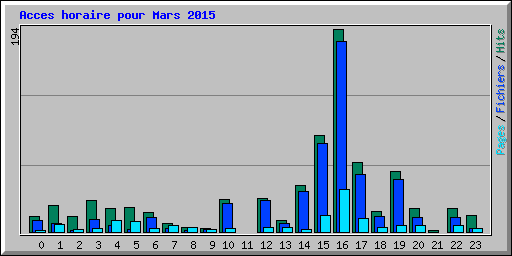 Acces horaire pour Mars 2015
194
Pages/Fichiers/Hits
0 1 2 3 4 5 6 7 8 9 10 11 12 13 14 15 16 17 18 19 20 21 22 23